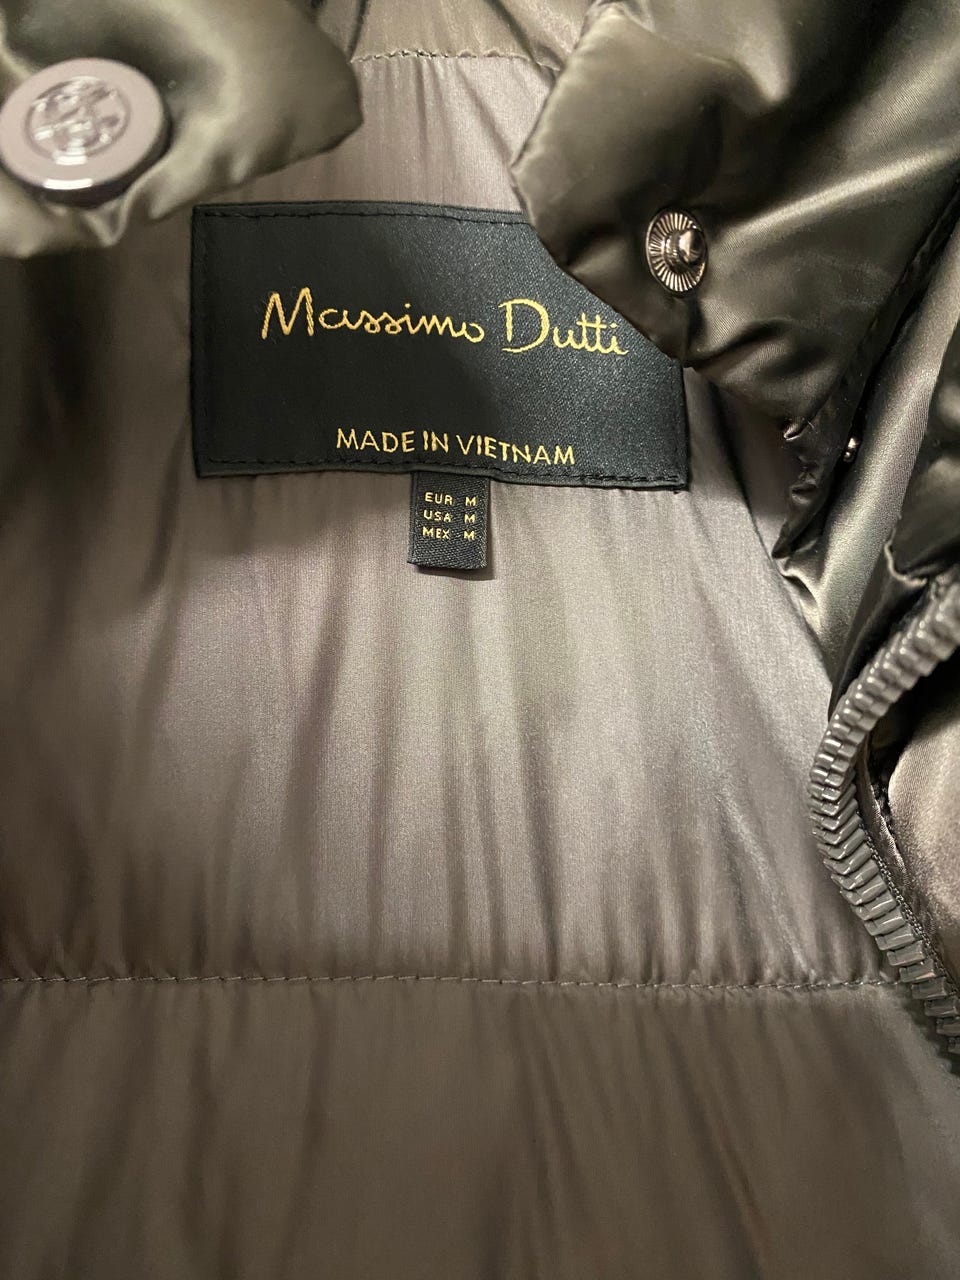 Massimo Dutti
MADE IN VIETNAM
EUR M
USA M
MEX M